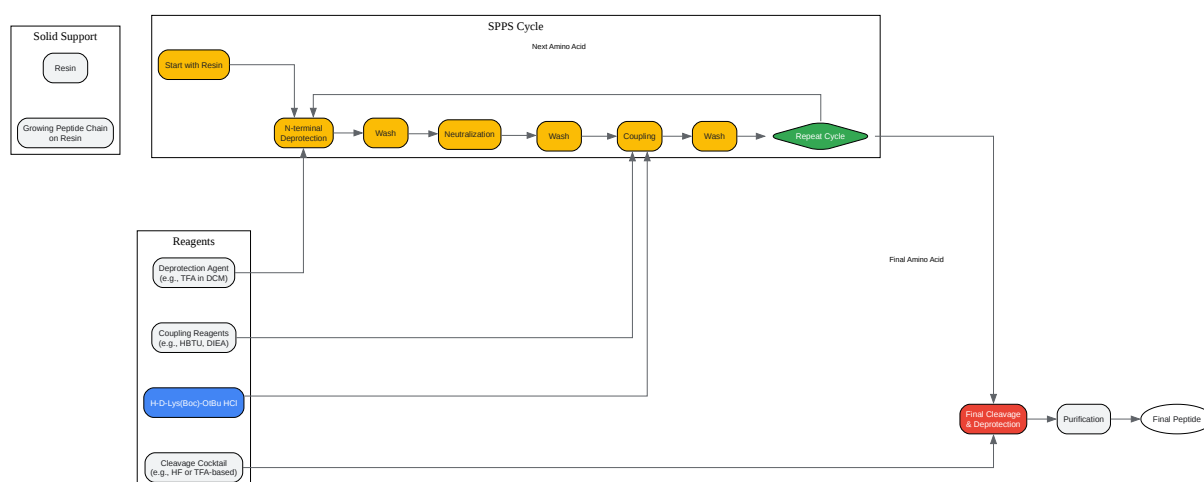 Solid Support
Resin
Growing Peptide Chain
on Resin
SPPS Cycle
Next Amino Acid
Start with Resin
N-terminal
Deprotection
Wash
Neutralization
Wash
Coupling
Wash
Repeat Cycle
Reagents
Deprotection Agent
(e.g., TFA in DCM)
Coupling Reagents
(e.g., HBTU, DIEA)
H-D-Lys(Boc)-OtBu HCl
Cleavage Cocktail
(e.g., HF or TFA-based)
Final Amino Acid
Final Cleavage
& Deprotection
Purification
Final Peptide